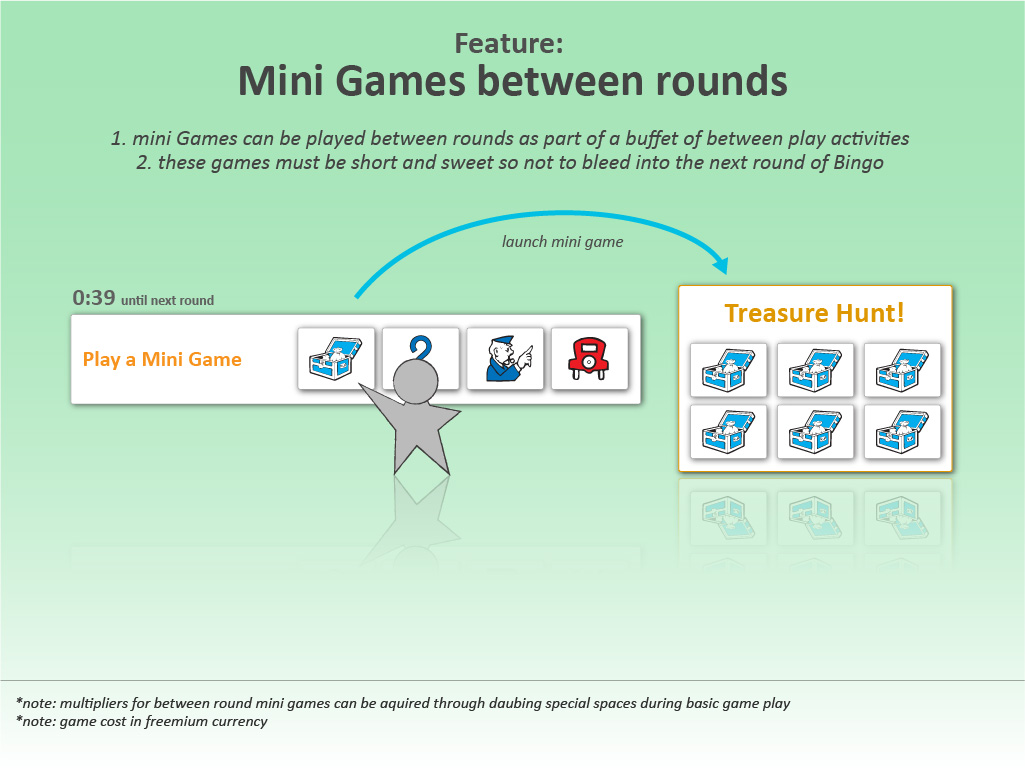 Feature:
Mini Games between rounds
1. mini Games can be played between rounds as part of a buffet of between play activities
2. these games must be short and sweet so not to bleed into the next round of Bingo
launch mini game
0:39 until next round
Play a Mini Game
?
Treasure Hunt!
*note: multipliers for between round mini games can be aquired through daubing special spaces during basic game play
*note: game cost in freemium currency